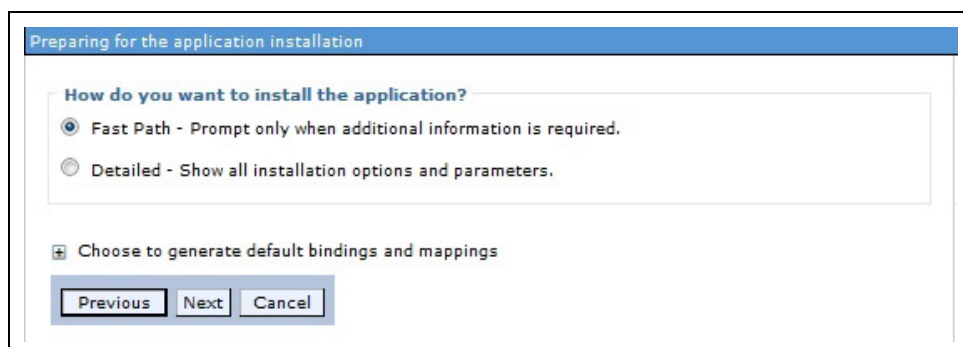 Preparing for the application installation
How do you want to install the application?
Fast Path - Prompt only when additional information is required.
Detailed - Show all installation options and parameters.
Choose to generate default bindings and mappings
Previous Next Cancel